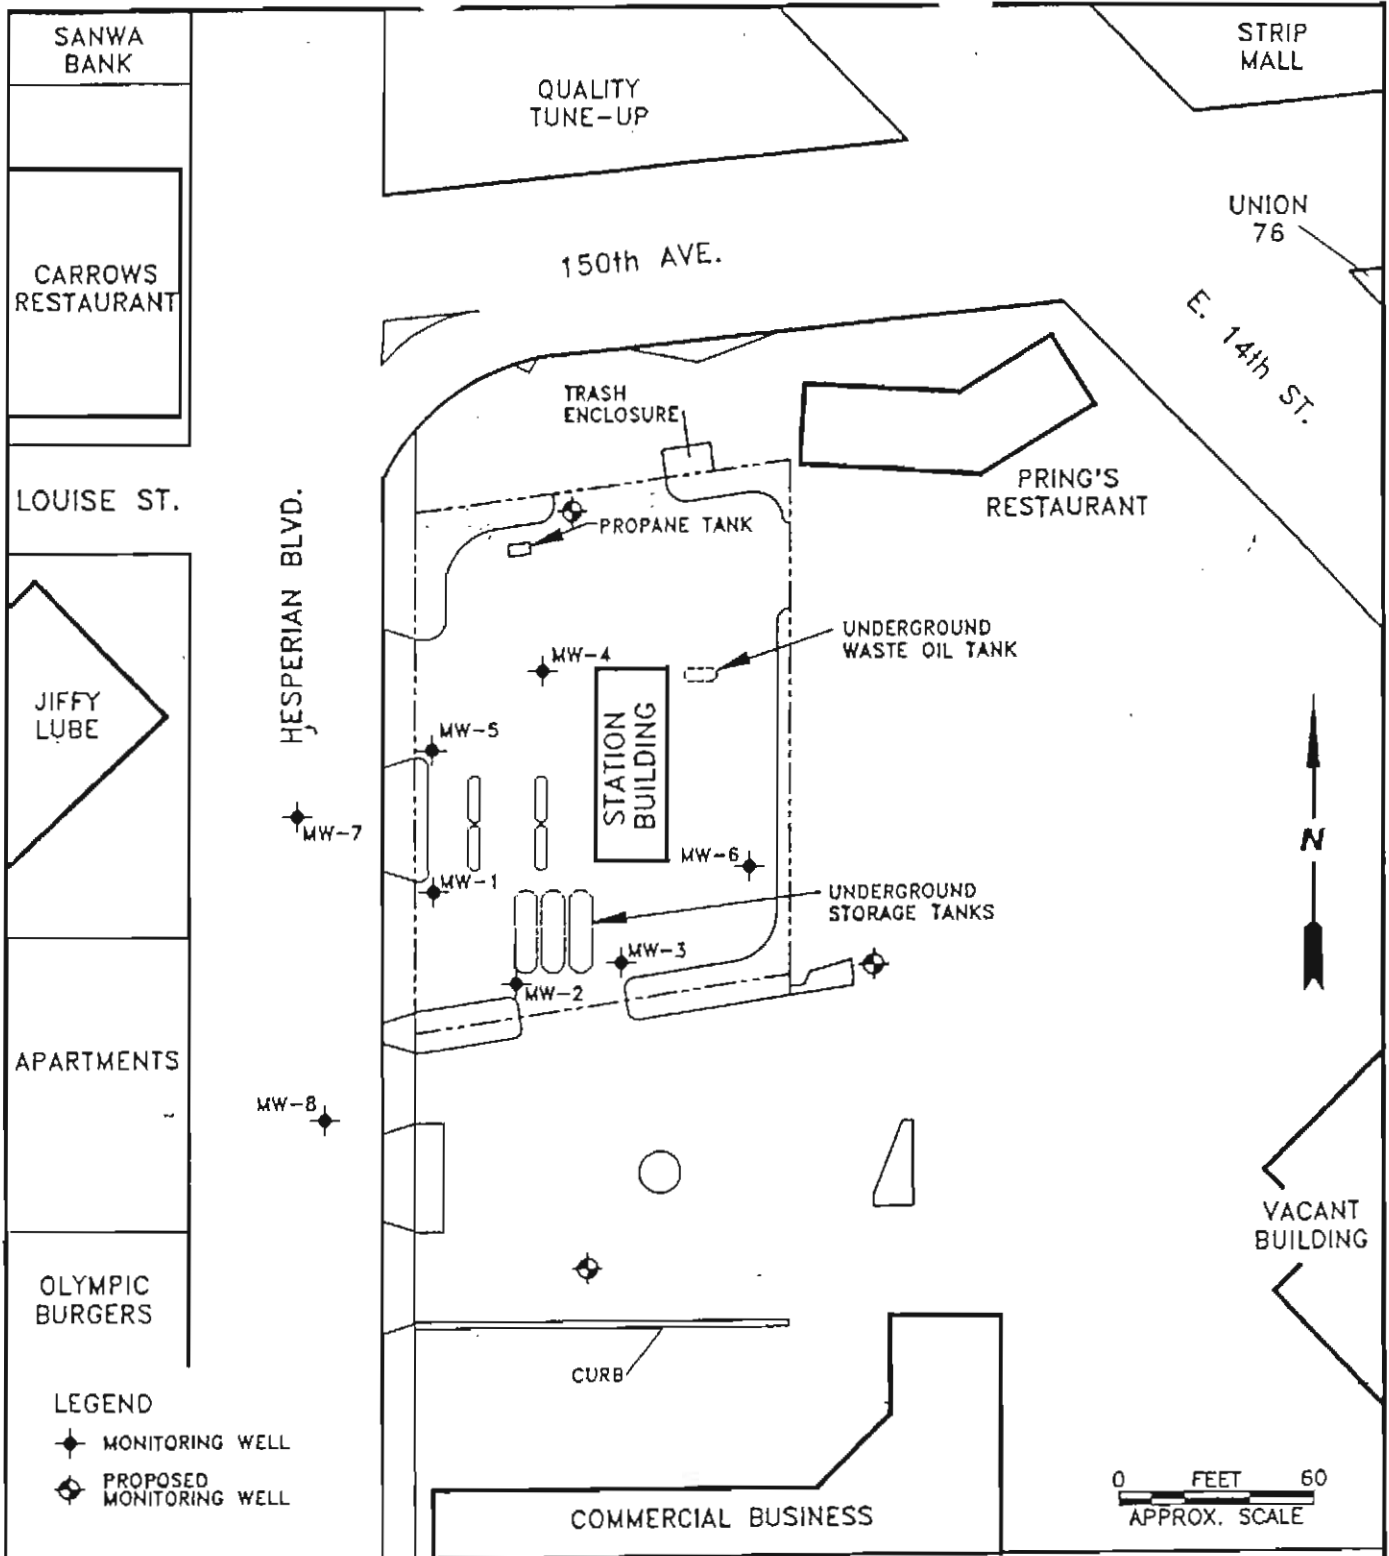 SANWA
BANK
QUALITY
TUNE-UP
STRIP
MALL
UNION
76
CARROWS
RESTAURANT
150th AVE.
E. 14th ST.
TRASH
ENCLOSURE
PRING'S
RESTAURANT
LOUISE ST.
HESPERIAN BLVD.
PROPANE TANK
UNDERGROUND
WASTE OIL TANK
MW-4
JIFFY
LUBE
MW-5
STATION
BUILDING
MW-7
N
MW-6
MW-1
UNDERGROUND
STORAGE TANKS
MW-3
MW-2
APARTMENTS
MW-8
VACANT
BUILDING
OLYMPIC
BURGERS
CURB
LEGEND
MONITORING WELL
PROPOSED
MONITORING WELL
0 FEET 60
APPROX. SCALE
COMMERCIAL BUSINESS